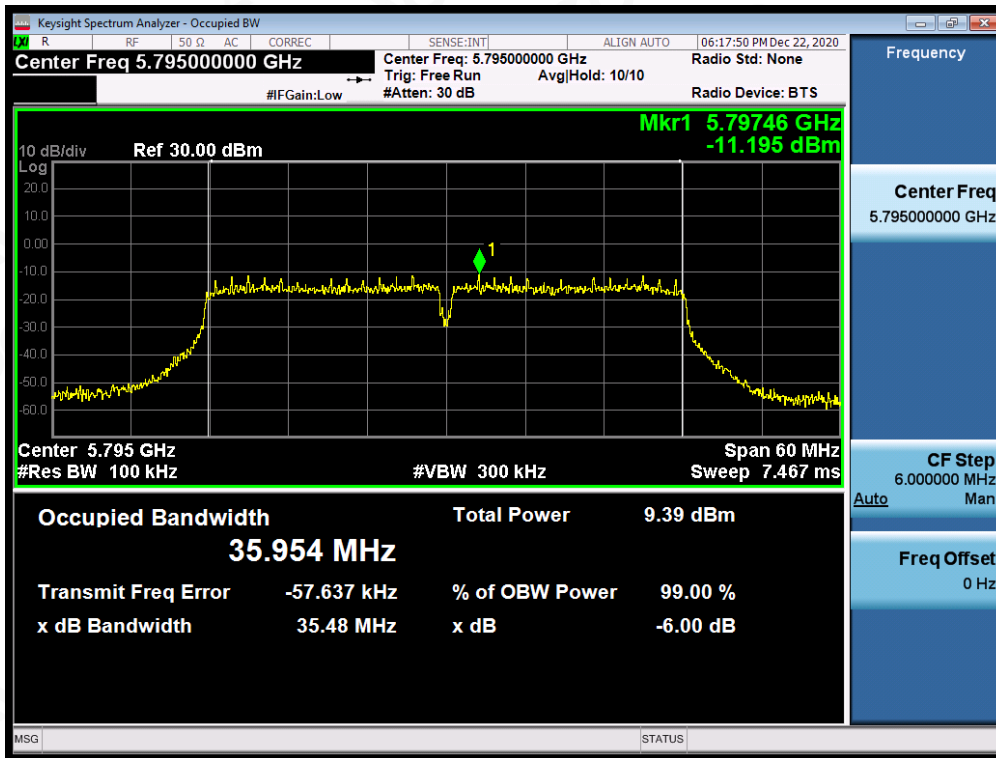 Keysight Spectrum Analyzer - Occupied BW
LXI R RF 50 Ω AC CORREC SENSE:INT ALIGN AUTO 06:17:50 PM Dec 22, 2020
Center Freq 5.795000000 GHz
Center Freq: 5.795000000 GHz Radio Std: None
Trig: Free Run Avg|Hold: 10/10
#IFGain:Low #Atten: 30 dB Radio Device: BTS
Mkr1 5.79746 GHz
-11.195 dBm
10 dB/div Ref 30.00 dBm
Log
20.0
10.0
0.00
-10.0
-20.0
-30.0
-40.0
-50.0
-60.0
1
Center 5.795 GHz Span 60 MHz
#Res BW 100 kHz #VBW 300 kHz Sweep 7.467 ms
Occupied Bandwidth Total Power 9.39 dBm
35.954 MHz
Transmit Freq Error -57.637 kHz % of OBW Power 99.00 %
x dB Bandwidth 35.48 MHz x dB -6.00 dB
MSG STATUS
Frequency
Center Freq
5.795000000 GHz
CF Step
6.000000 MHz
Auto Man
Freq Offset
0 Hz